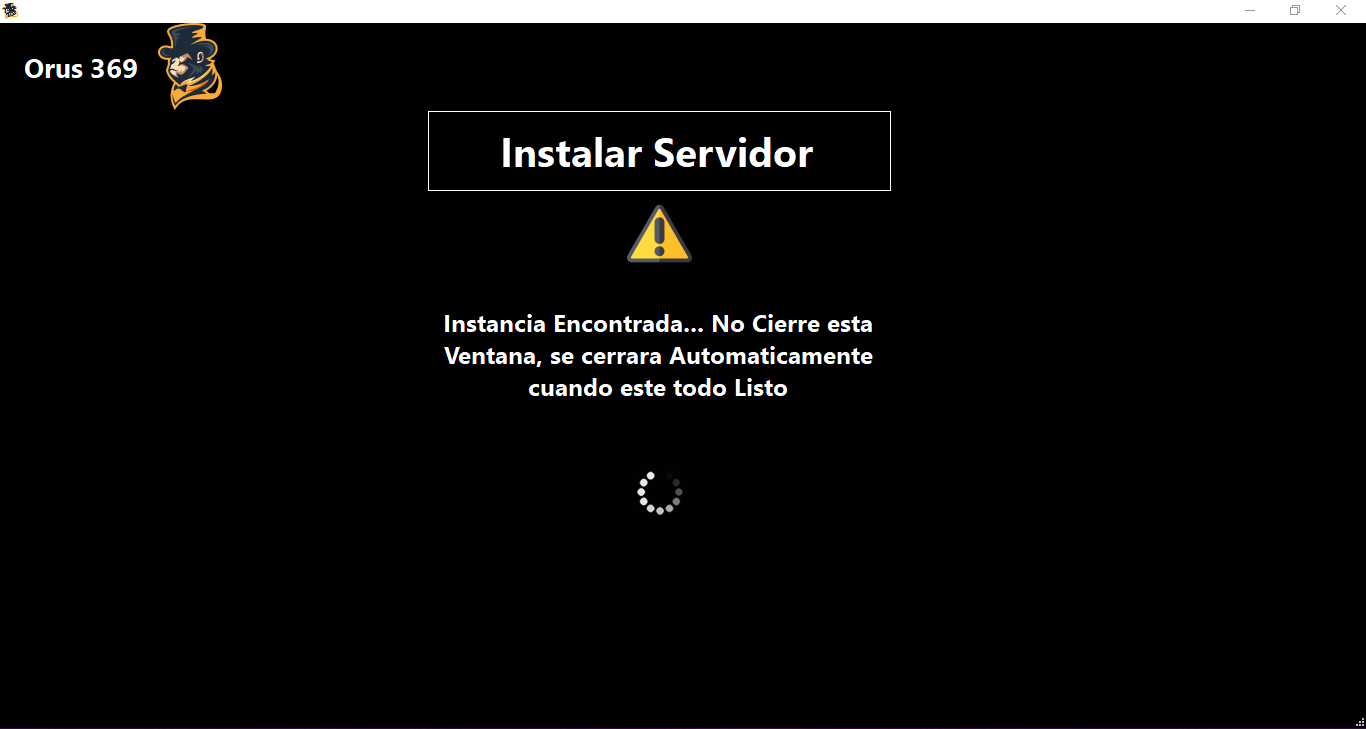 Orus 369
Instalar Servidor
Instancia Encontrada... No Cierre esta
Ventana, se cerrara Automaticamente
cuando este todo Listo